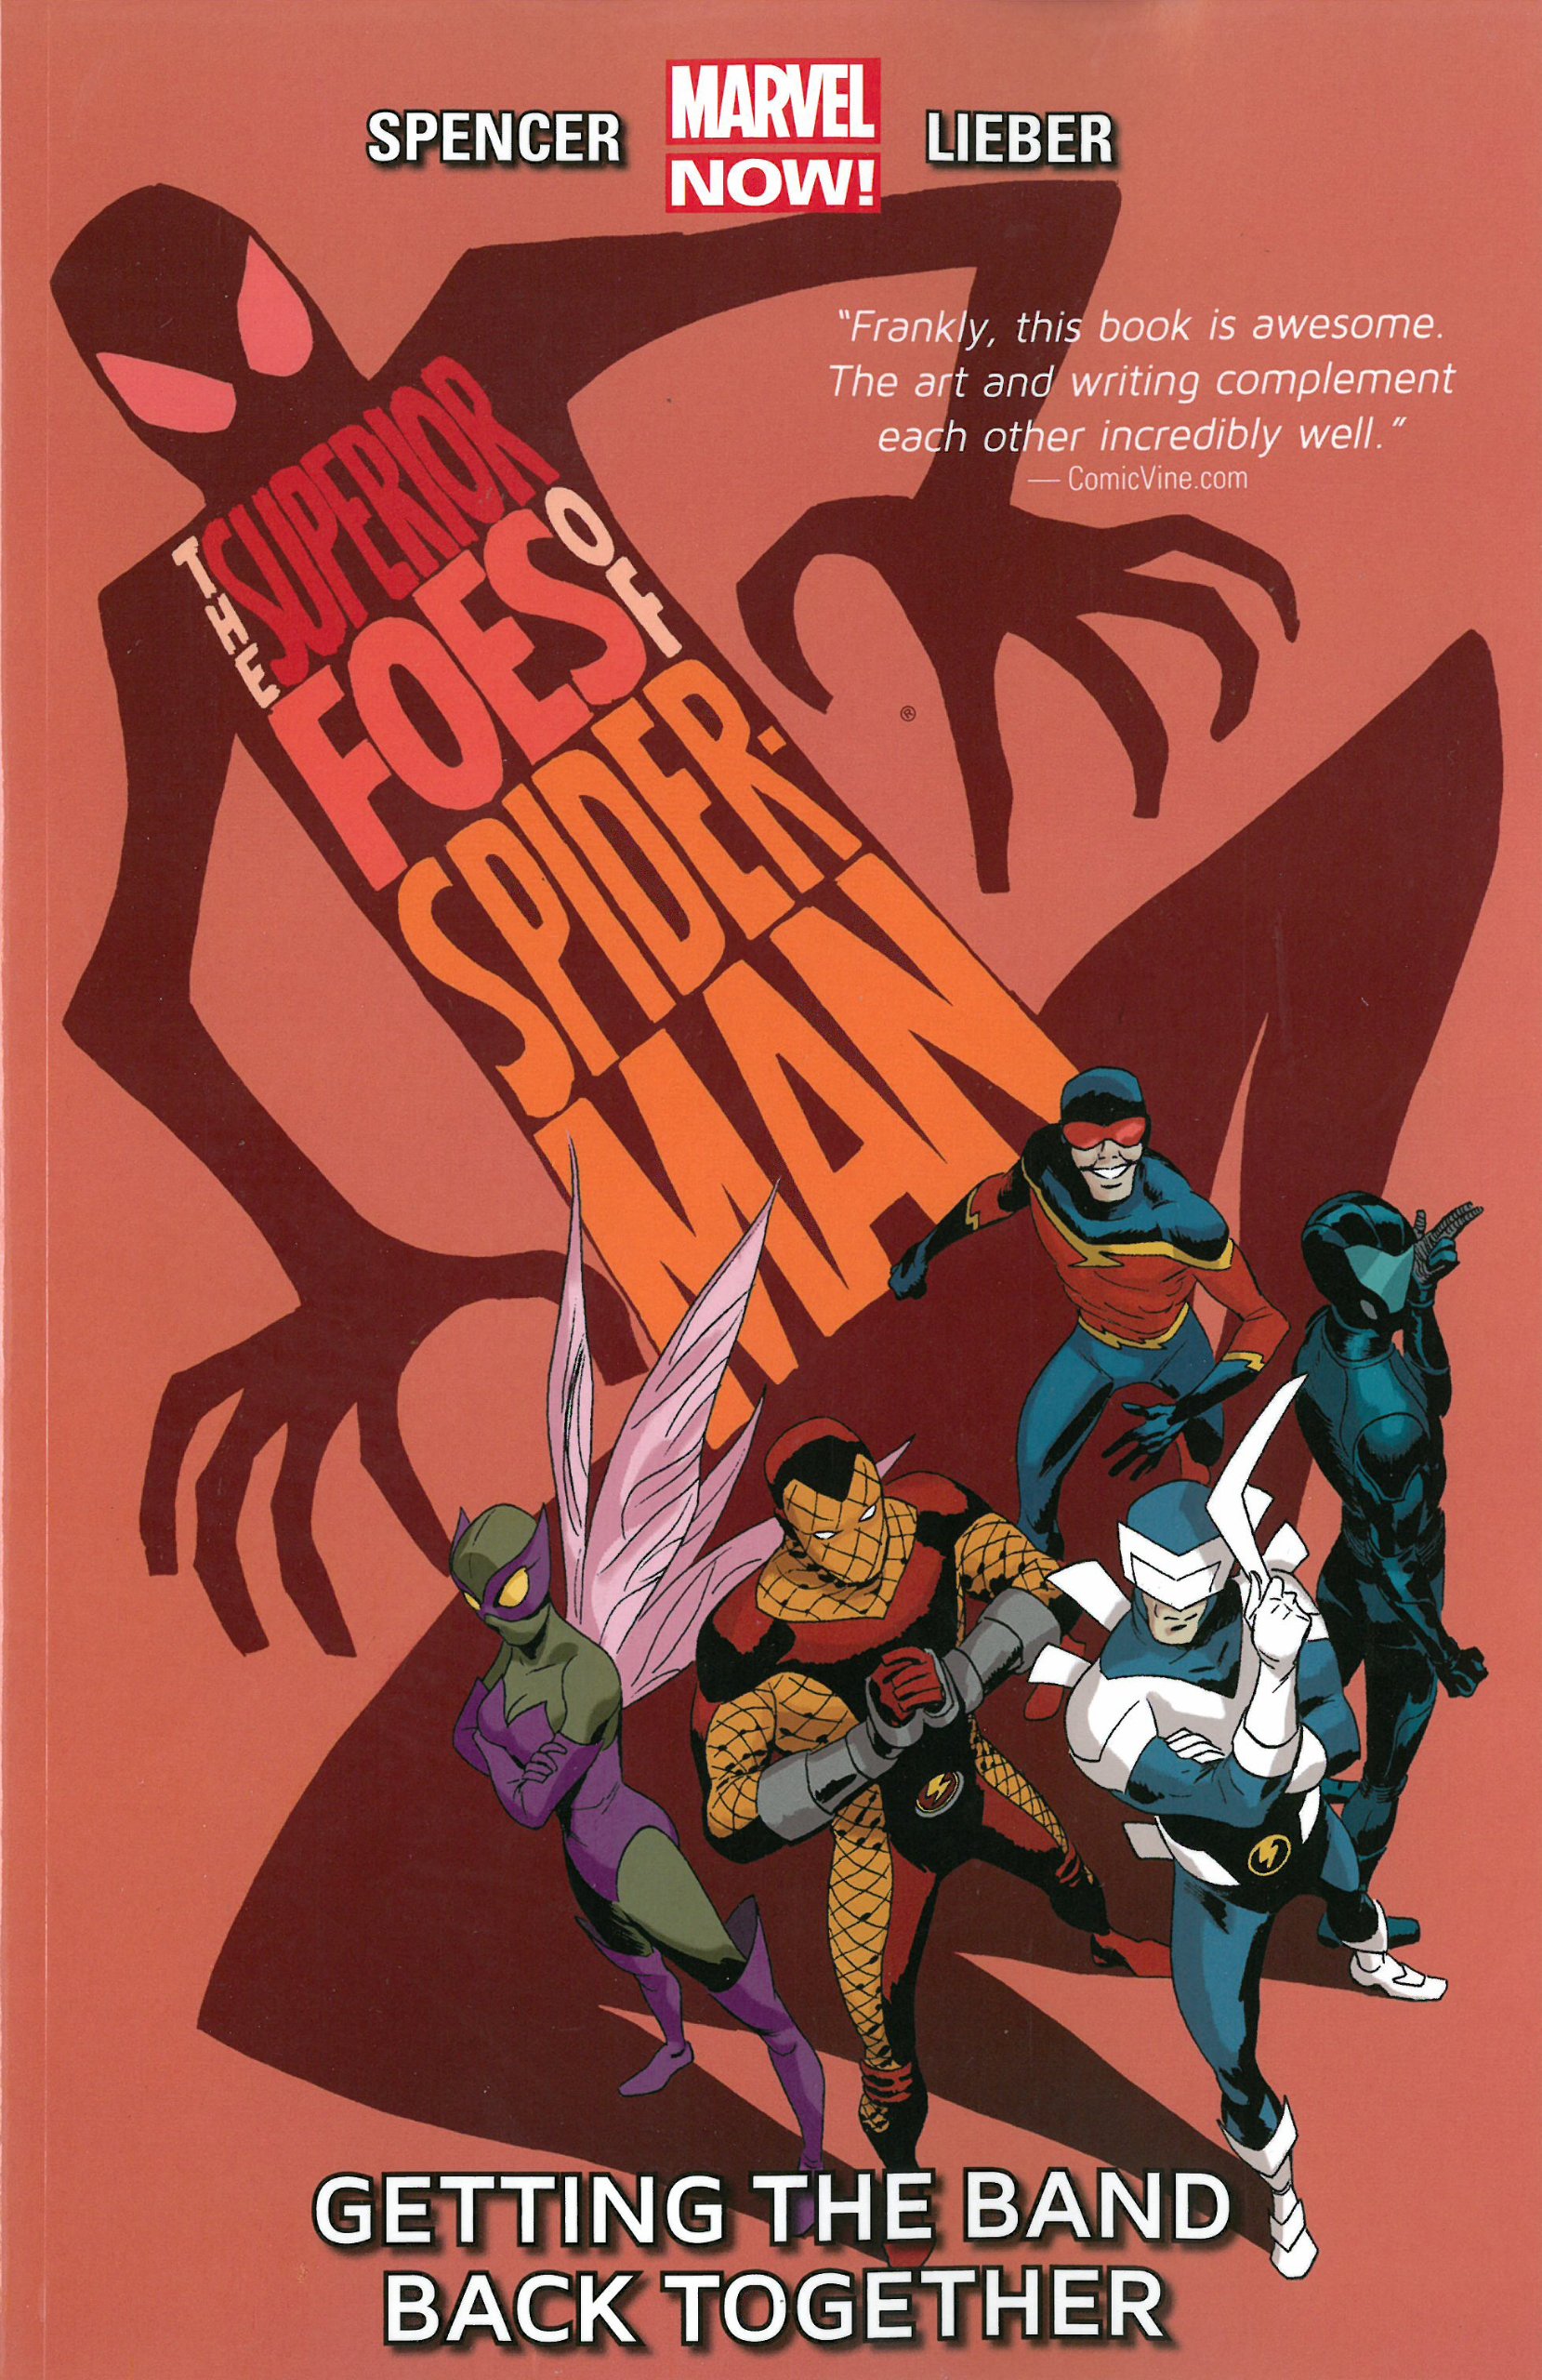 SPENCER
MARVEL
NOW!
LIEBER
"Frankly, this book is awesome.
The art and writing complement
each other incredibly well."
— ComicVine.com
THE
SUPERIOR
FOES
OF
SPIDER-
MAN
®
GETTING THE BAND
BACK TOGETHER